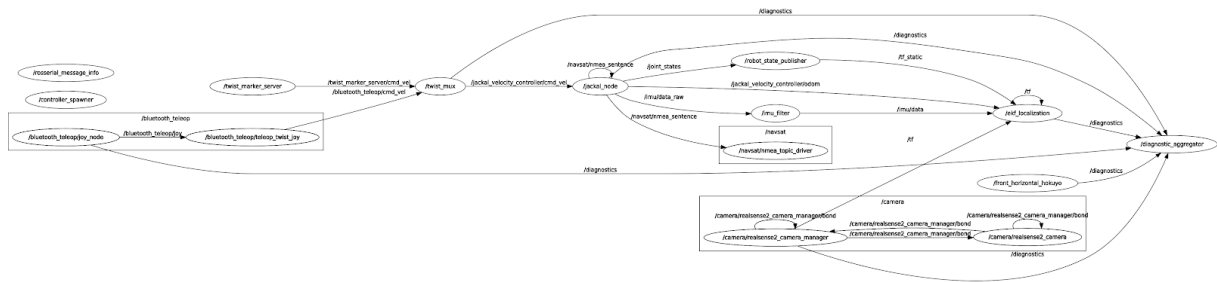 /diagnostics
/diagnostics
/navsat/nmea_sentence
/joint_states
/robot_state_publisher
/tf_static
/rosserial_message_info
/twist_marker_server
/twist_marker_server/cmd_vel
/twist_mux
/jackal_velocity_controller/cmd_vel
/jackal_node
/jackal_velocity_controller/odom
/tf
/bluetooth_teleop/cmd_vel
/controller_spawner
/imu/data_raw
/imu_filter
/imu/data
/ekf_localization
/bluetooth_teleop
/navsat/nmea_sentence
/diagnostics
/bluetooth_teleop/joy_node
/bluetooth_teleop/joy
/bluetooth_teleop/teleop_twist_joy
/navsat
/navsat/nmea_topic_driver
/tf
/diagnostic_aggregator
/diagnostics
/diagnostics
/front_horizontal_hokuyo
/camera
/camera/realsense2_camera_manager/bond
/camera/realsense2_camera_manager/bond
/camera/realsense2_camera_manager/bond
/camera/realsense2_camera_manager/bond
/camera/realsense2_camera_manager
/camera/realsense2_camera
/diagnostics